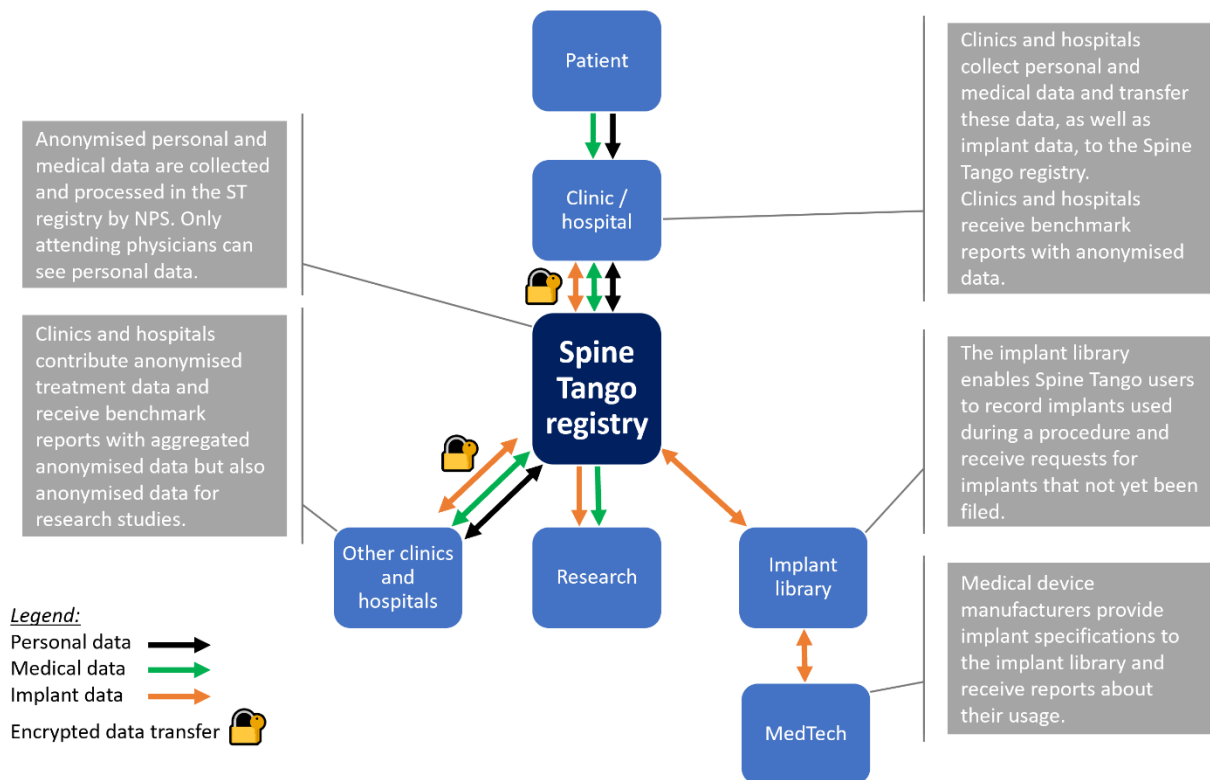 Patient
Clinics and hospitals
collect personal and
medical data and transfer
these data, as well as
implant data, to the Spine
Tango registry.
Clinics and hospitals
receive benchmark
reports with anonymised
data.
Anonymised personal and
medical data are collected
and processed in the ST
registry by NPS. Only
attending physicians can
see personal data.
Clinic /
hospital
Clinics and hospitals
contribute anonymised
treatment data and
receive benchmark
reports with aggregated
anonymised data but also
anonymised data for
research studies.
Spine
Tango
registry
The implant library
enables Spine Tango users
to record implants used
during a procedure and
receive requests for
implants that not yet been
filed.
Other clinics
and
hospitals
Research
Implant
library
Medical device
manufacturers provide
implant specifications to
the implant library and
receive reports about
their usage.
MedTech
Legend:
Personal data
Medical data
Implant data
Encrypted data transfer